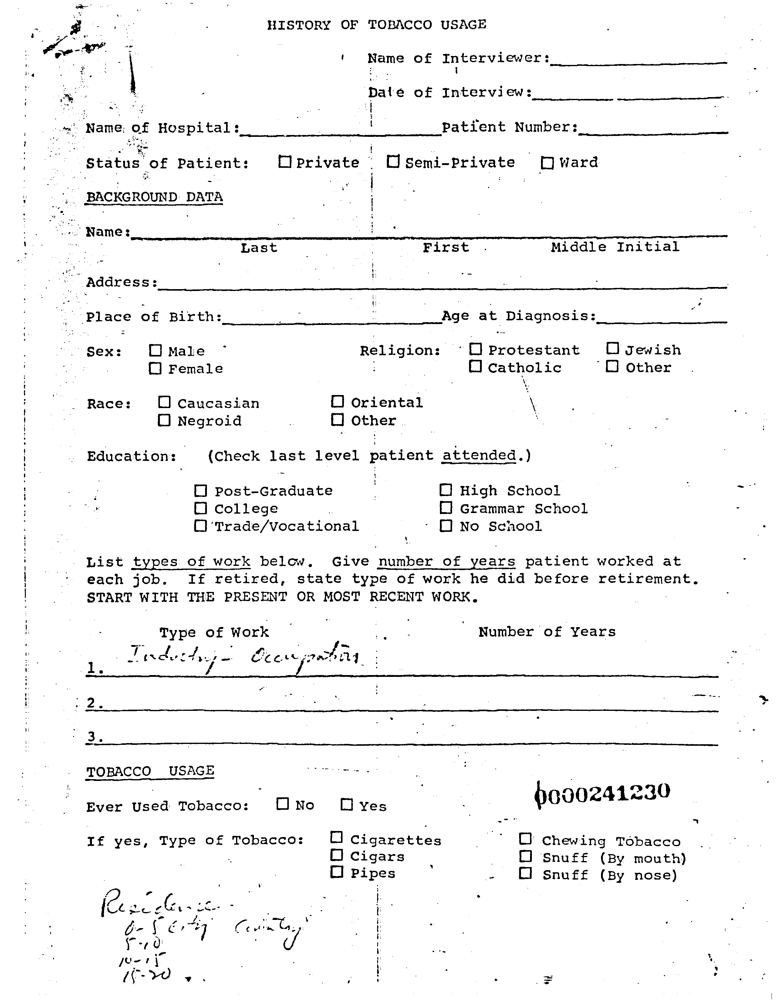 HISTORY OF TOBACCO USAGE
Name of Interviewer:
Date of Interview:
Name of Hospital: Patient Number:
Status of Patient: ☐ Private ☐ Semi-Private ☐ Ward
BACKGROUND DATA
Name:
Last First Middle Initial
Address:
Place of Birth: Age at Diagnosis:
Sex: ☐ Male Religion: ☐ Protestant ☐ Jewish
☐ Female ☐ Catholic ☐ Other
Race: ☐ Caucasian ☐ Oriental
☐ Negroid ☐ Other
Education: (Check last level patient attended.)
☐ Post-Graduate ☐ High School
☐ College ☐ Grammar School
☐ Trade/Vocational ☐ No School
List types of work below. Give number of years patient worked at
each job. If retired, state type of work he did before retirement.
START WITH THE PRESENT OR MOST RECENT WORK.
Type of Work Number of Years
1. Industry - Occupation
2.
3.
TOBACCO USAGE
Ever Used Tobacco: ☐ No ☐ Yes
0000241230
If yes, Type of Tobacco: ☐ Cigarettes ☐ Chewing Tobacco
☐ Cigars ☐ Snuff (By mouth)
☐ Pipes ☐ Snuff (By nose)
Residence
0-5 City Country
5-10
10-15
15-20